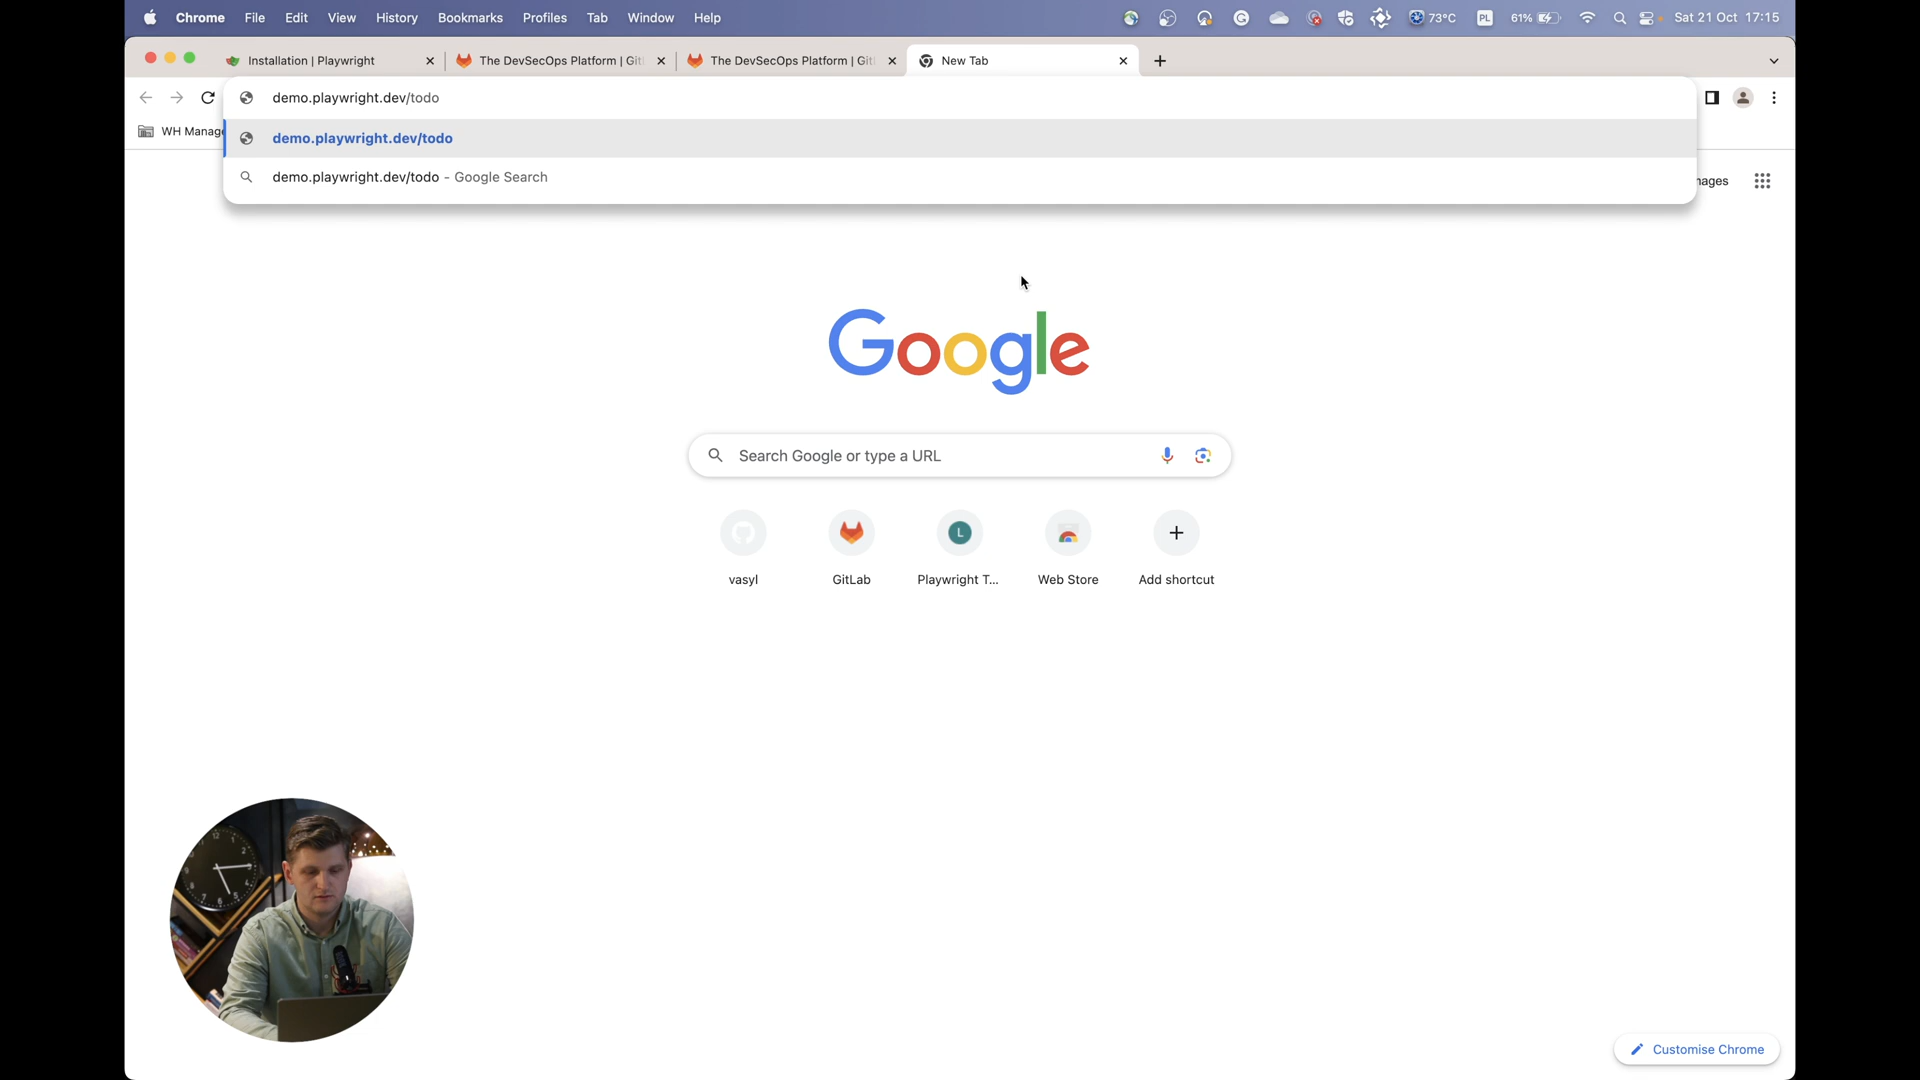 Chrome File Edit View History Bookmarks Profiles Tab Window Help 73°C PL 61% Sat 21 Oct 17:15
Installation | Playwright The DevSecOps Platform | Git The DevSecOps Platform | Git New Tab
demo.playwright.dev/todo
WH Manage
demo.playwright.dev/todo
demo.playwright.dev/todo - Google Search
mages
Google
Search Google or type a URL
L
vasyl GitLab Playwright T... Web Store Add shortcut
Customise Chrome